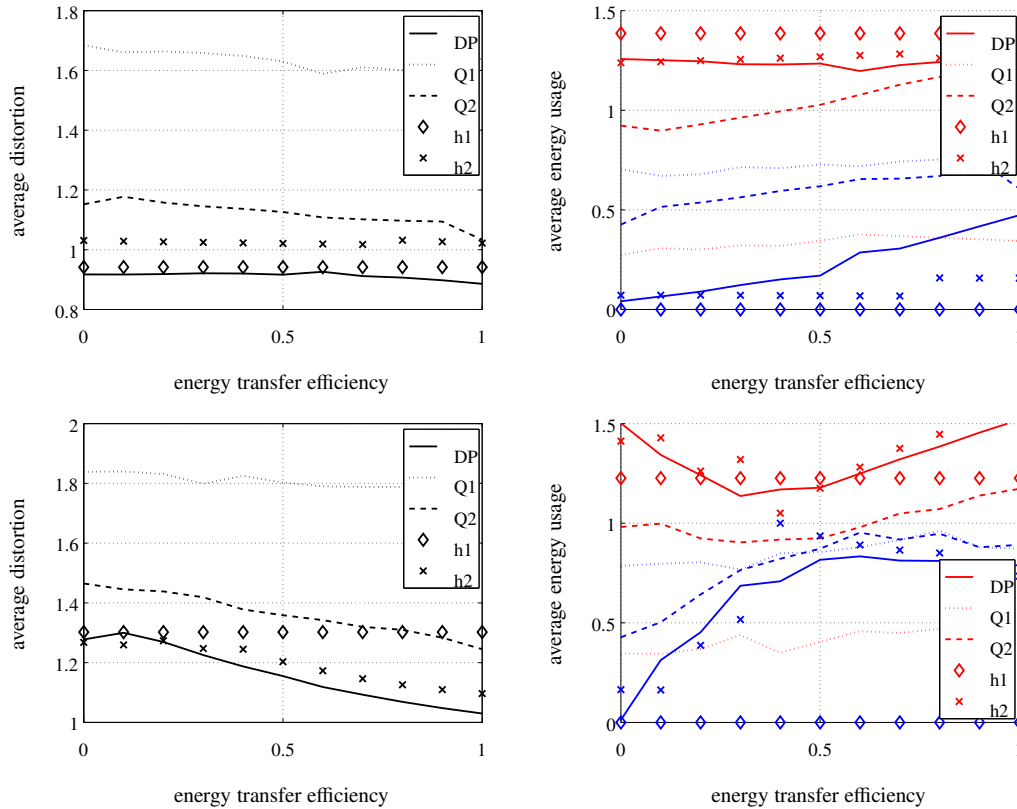 1.8
1.6
1.4
1.2
1
0.8
0
0.5
1
average distortion
energy transfer efficiency
DP
Q1
Q2
h1
h2
1.5
1
0.5
0
0
0.5
1
average energy usage
energy transfer efficiency
DP
Q1
Q2
h1
h2
2
1.8
1.6
1.4
1.2
1
0
0.5
1
average distortion
energy transfer efficiency
DP
Q1
Q2
h1
h2
1.5
1
0.5
0
0
0.5
1
average energy usage
energy transfer efficiency
DP
Q1
Q2
h1
h2